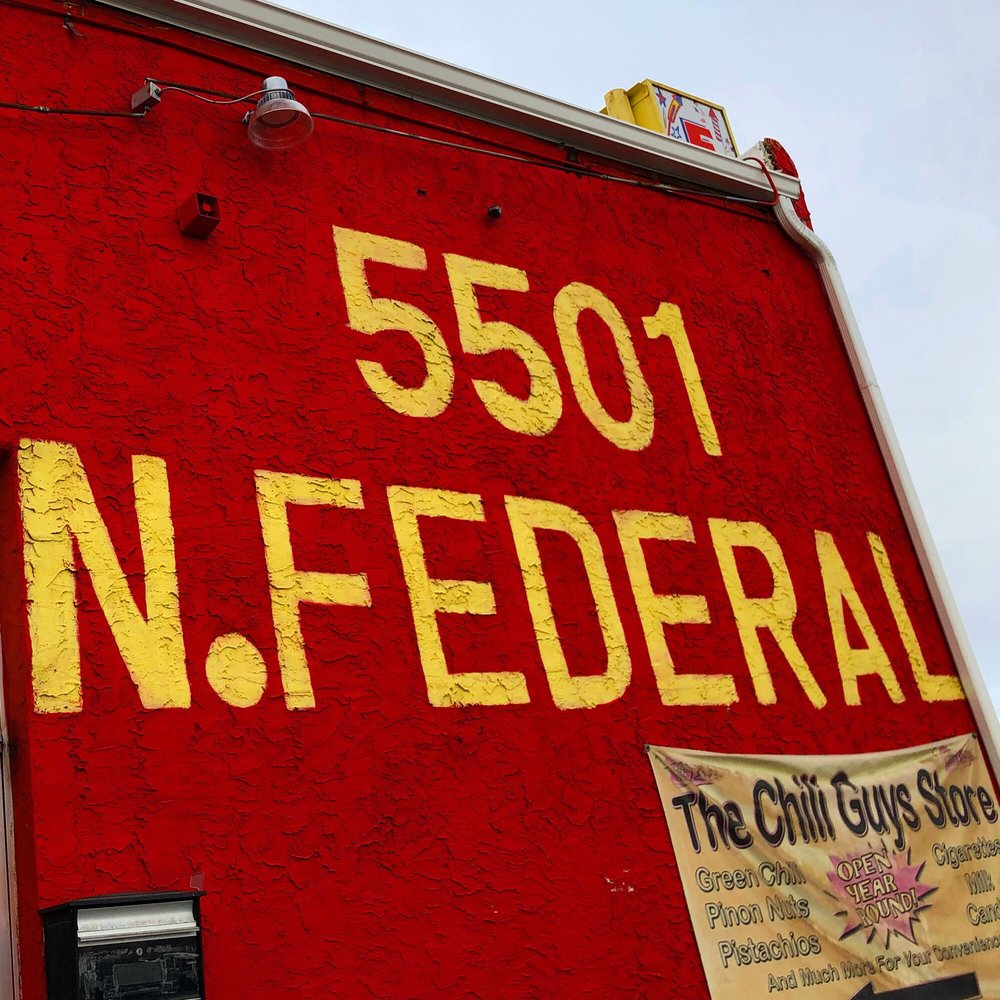 5501
N.FEDERAL
The Chili Guys Store
Green Chili
Pinon Nuts
Pistachios
OPEN
YEAR
ROUND!
Cigarettes
Milk
And Much More For Your Convenience
E